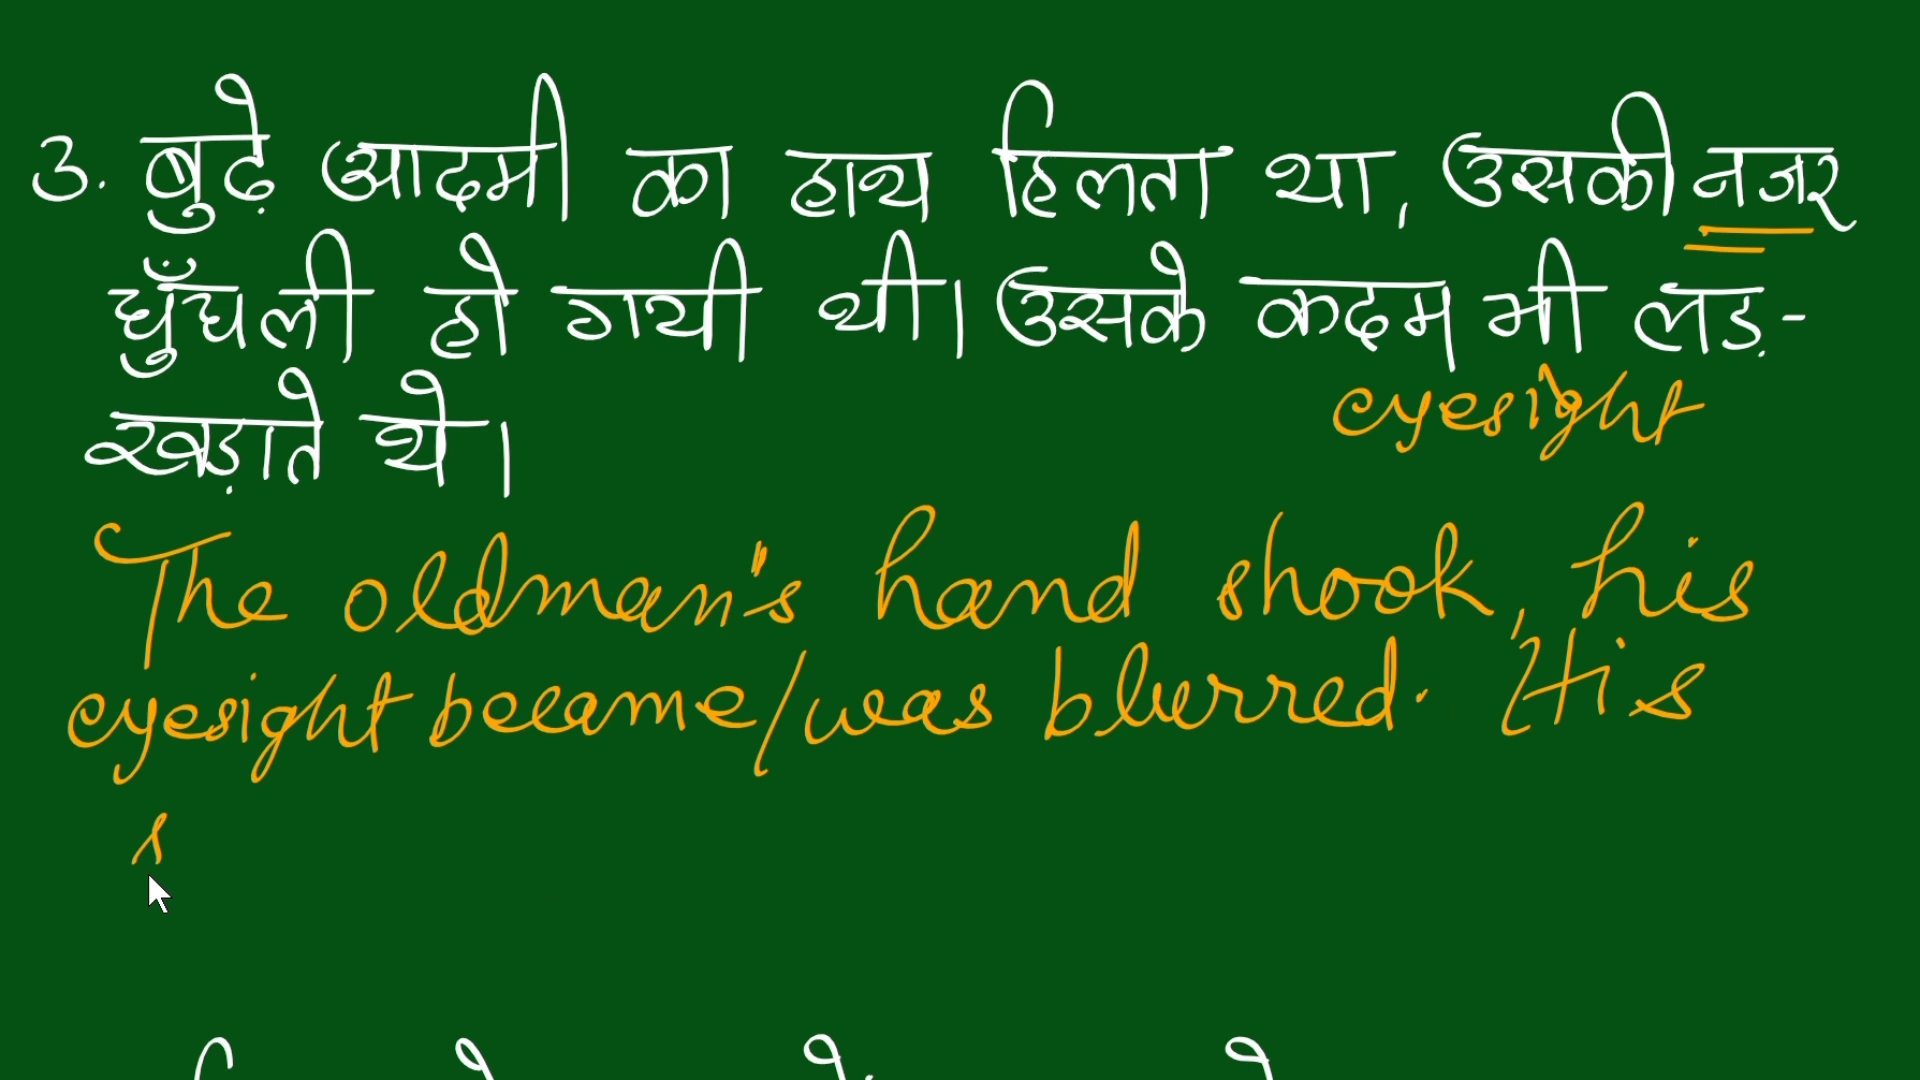 3. बुढ़े आदमी का हाथ हिलता था, उसकी नजर
धुँधली हो गयी थी। उसके कदम भी लड़-
खड़ाते थे।
eyesight
The oldman's hand shook, his
eyesight became/was blurred. His
s